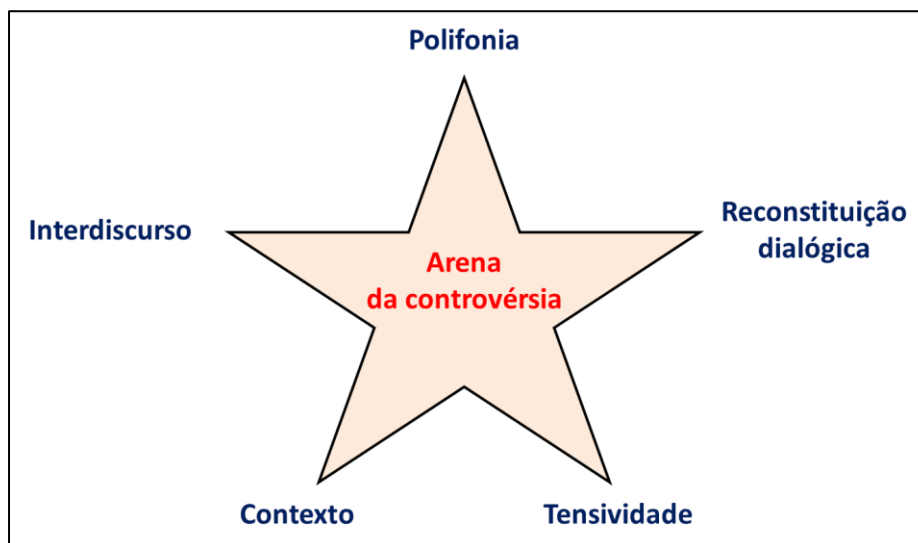 Polifonia
Interdiscurso
Reconstituição
dialógica
Arena
da controvérsia
Contexto
Tensividade